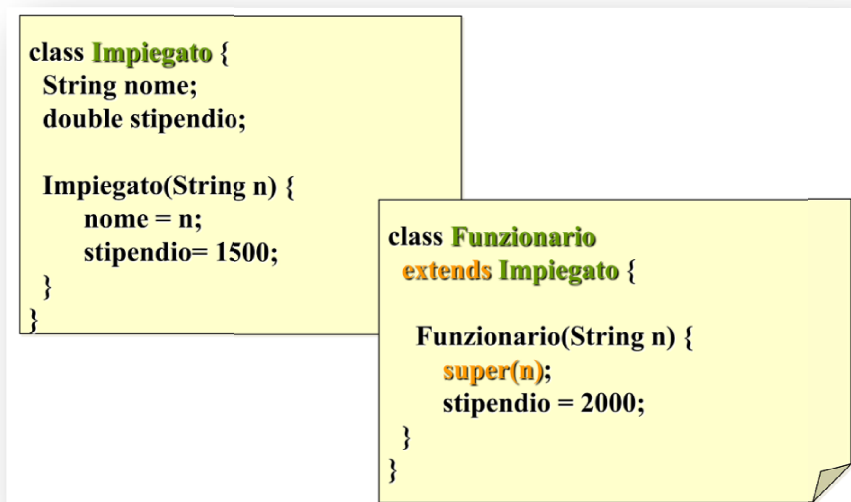 class Impiegato {
String nome;
double stipendio;
Impiegato(String n) {
nome = n;
stipendio= 1500;
}
}
class Funzionario
extends Impiegato {
Funzionario(String n) {
super(n);
stipendio = 2000;
}
}